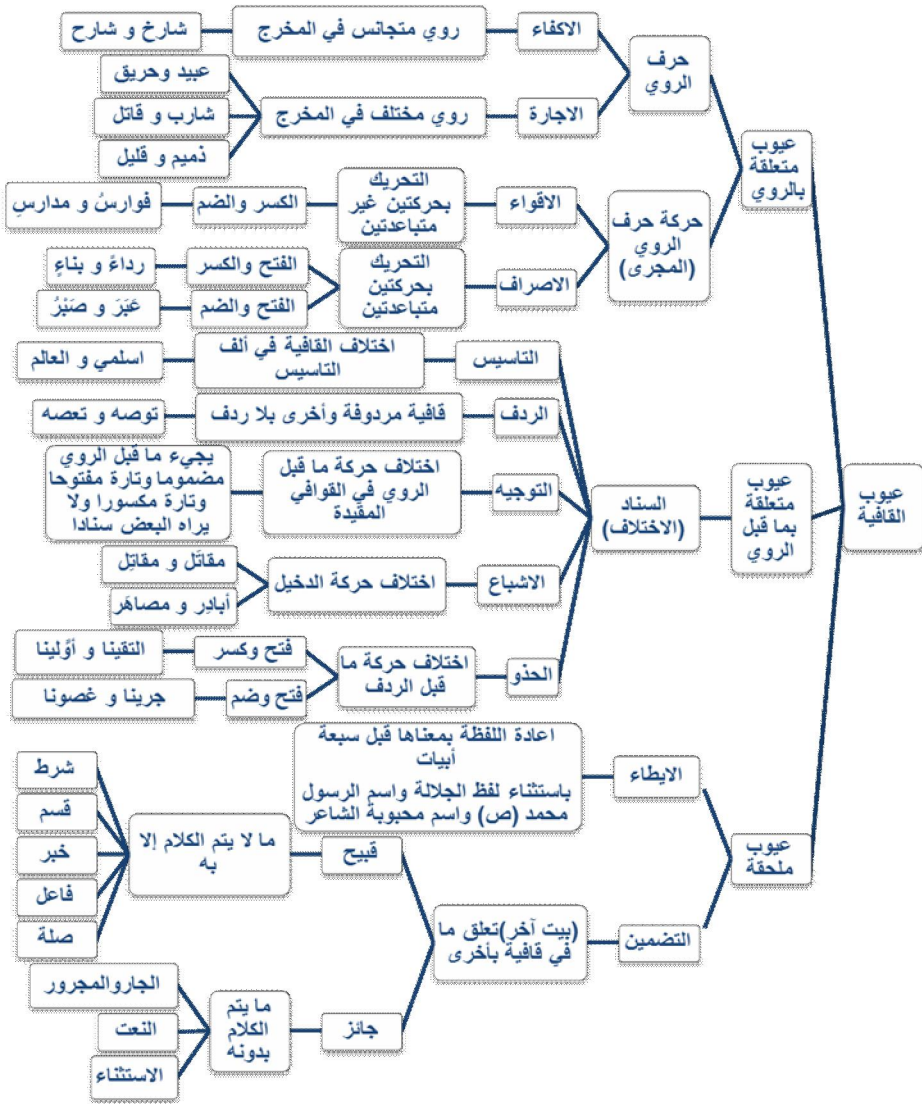 عيوب
القافية
عيوب
متعلقة
بالروي
حرف
الروي
الاكفاء
روي متجانس في المخرج
شارخ و شارح
الاجارة
روي مختلف في المخرج
عبيد وحريق
شارب و قاتل
ذميم و قليل
حركة حرف
الروي
(المجرى)
الاقواء
التحريك
بحركتين غير
متباعدتين
الكسر والضم
فوارسُ و مدارسِ
الاصراف
التحريك
بحركتين
متباعدتين
الفتح والكسر
رداءً و بناءٍ
الفتح والضم
عَبَرَ و صَبْرُ
عيوب
متعلقة
بما قبل
الروي
السناد
(الاختلاف)
التاسيس
اختلاف القافية في ألف
التاسيس
اسلمي و العالم
الردف
قافية مردوفة وأخرى بلا ردف
توصه و تعصه
التوجيه
اختلاف حركة ما قبل
الروي في القوافي
المقيدة
يجيء ما قبل الروي
مضموما وتارة مفتوحا
وتارة مكسورا ولا
يراه البعض سنادا
الاشباع
اختلاف حركة الدخيل
مقاتَل و مقاتِل
أبادِر و مصاهَر
الحذو
اختلاف حركة ما
قبل الردف
فتح وكسر
التقينا و أوَّلينا
فتح وضم
جرينا و غصونا
عيوب
ملحقة
الايطاء
اعادة اللفظة بمعناها قبل سبعة
أبيات
باستثناء لفظ الجلالة واسم الرسول
محمد (ص) واسم محبوبة الشاعر
التضمين
(بيت آخر)تعلق ما
في قافية بأخرى
قبيح
ما لا يتم الكلام إلا
به
شرط
قسم
خبر
فاعل
صلة
جائز
ما يتم
الكلام
بدونه
الجاروالمجرور
النعت
الاستثناء